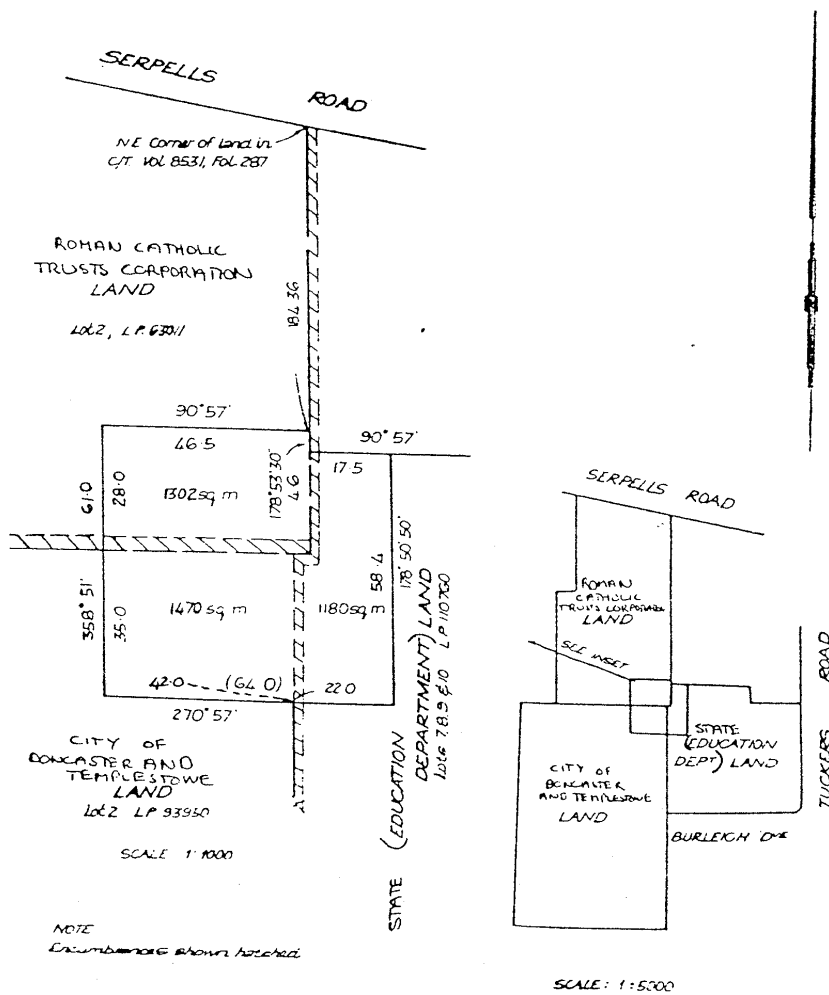 SERPELLS ROAD
NE Corner of land in
C/T Vol 8531, Fol 287
ROMAN CATHOLIC
TRUSTS CORPORATION
LAND
Lot 2, L P. 63011
184.36
90° 57'
46.5
90° 57'
17.5
178° 53' 30"
4.6
61.0
28.0
1302 sq m
358° 51'
35.0
1470 sq m
1180 sq m
58.4
178° 50' 50"
42.0
(64.0)
22.0
270° 57'
CITY OF
DONCASTER AND
TEMPLESTOWE
LAND
Lot 2 LP 93950
SCALE 1:1000
STATE (EDUCATION
DEPARTMENT) LAND
Lots 7.8.9 & 10 L P 110760
NOTE
Encumbrances shown hatched
SERPELLS ROAD
ROMAN
CATHOLIC
TRUSTS CORPORATION
LAND
SEE INSET
STATE
(EDUCATION
DEPT) LAND
CITY OF
DONCASTER
AND TEMPLESTOWE
LAND
TUCKERS ROAD
BURLEIGH DVE
SCALE: 1:5000